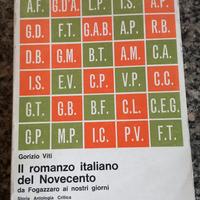 A.F. G.D'A. L.P. I.S. A.P.
G.D. F.T. G.A.B. A.P. R.B.
D.B. G.M. B.T. A.M. C.A.
I.S. E.V. C.P. V.P. C.C.
G.T. G.B. B.F. C.L. C.E.G.
G.P. M.P. I.C. P.V. F.T.
Gorizio Viti
Il romanzo italiano
del Novecento
da Fogazzaro ai nostri giorni
Storia Antologia Critica